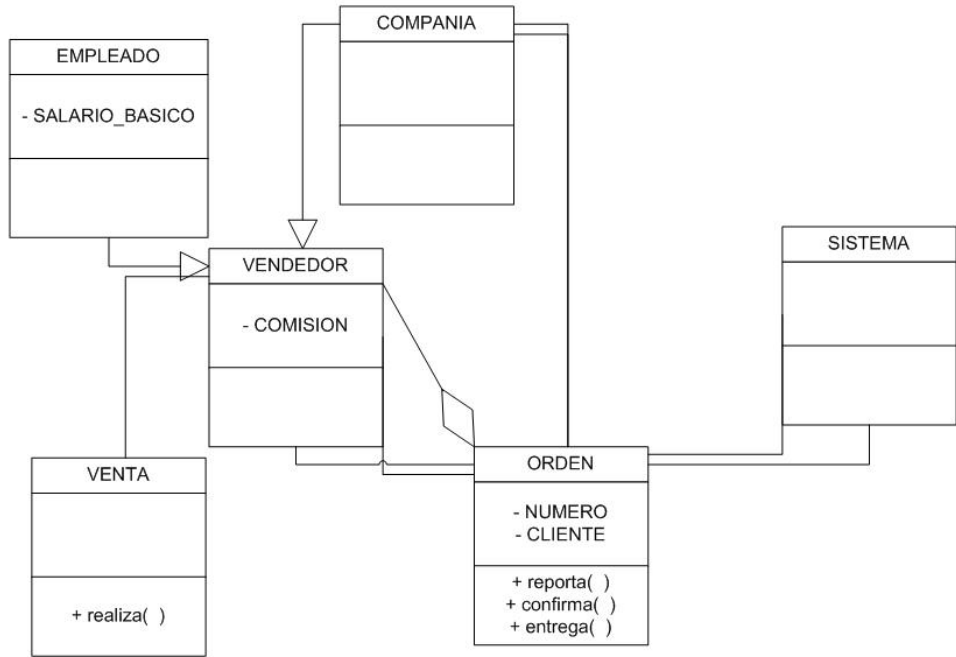 COMPANIA
EMPLEADO
- SALARIO_BASICO
VENDEDOR
- COMISION
SISTEMA
VENTA
+ realiza( )
ORDEN
- NUMERO
- CLIENTE
+ reporta( )
+ confirma( )
+ entrega( )